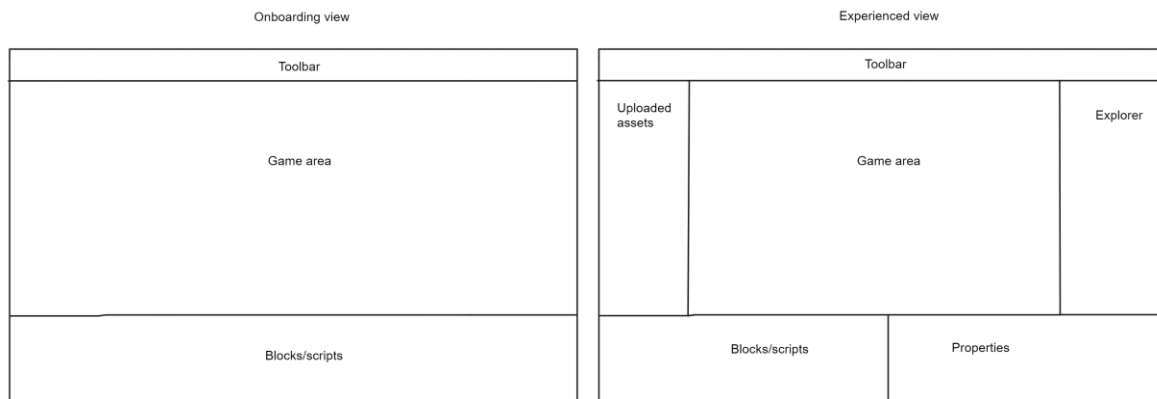 Onboarding view
Toolbar
Game area
Blocks/scripts
Experienced view
Toolbar
Uploaded
assets
Game area
Explorer
Blocks/scripts
Properties